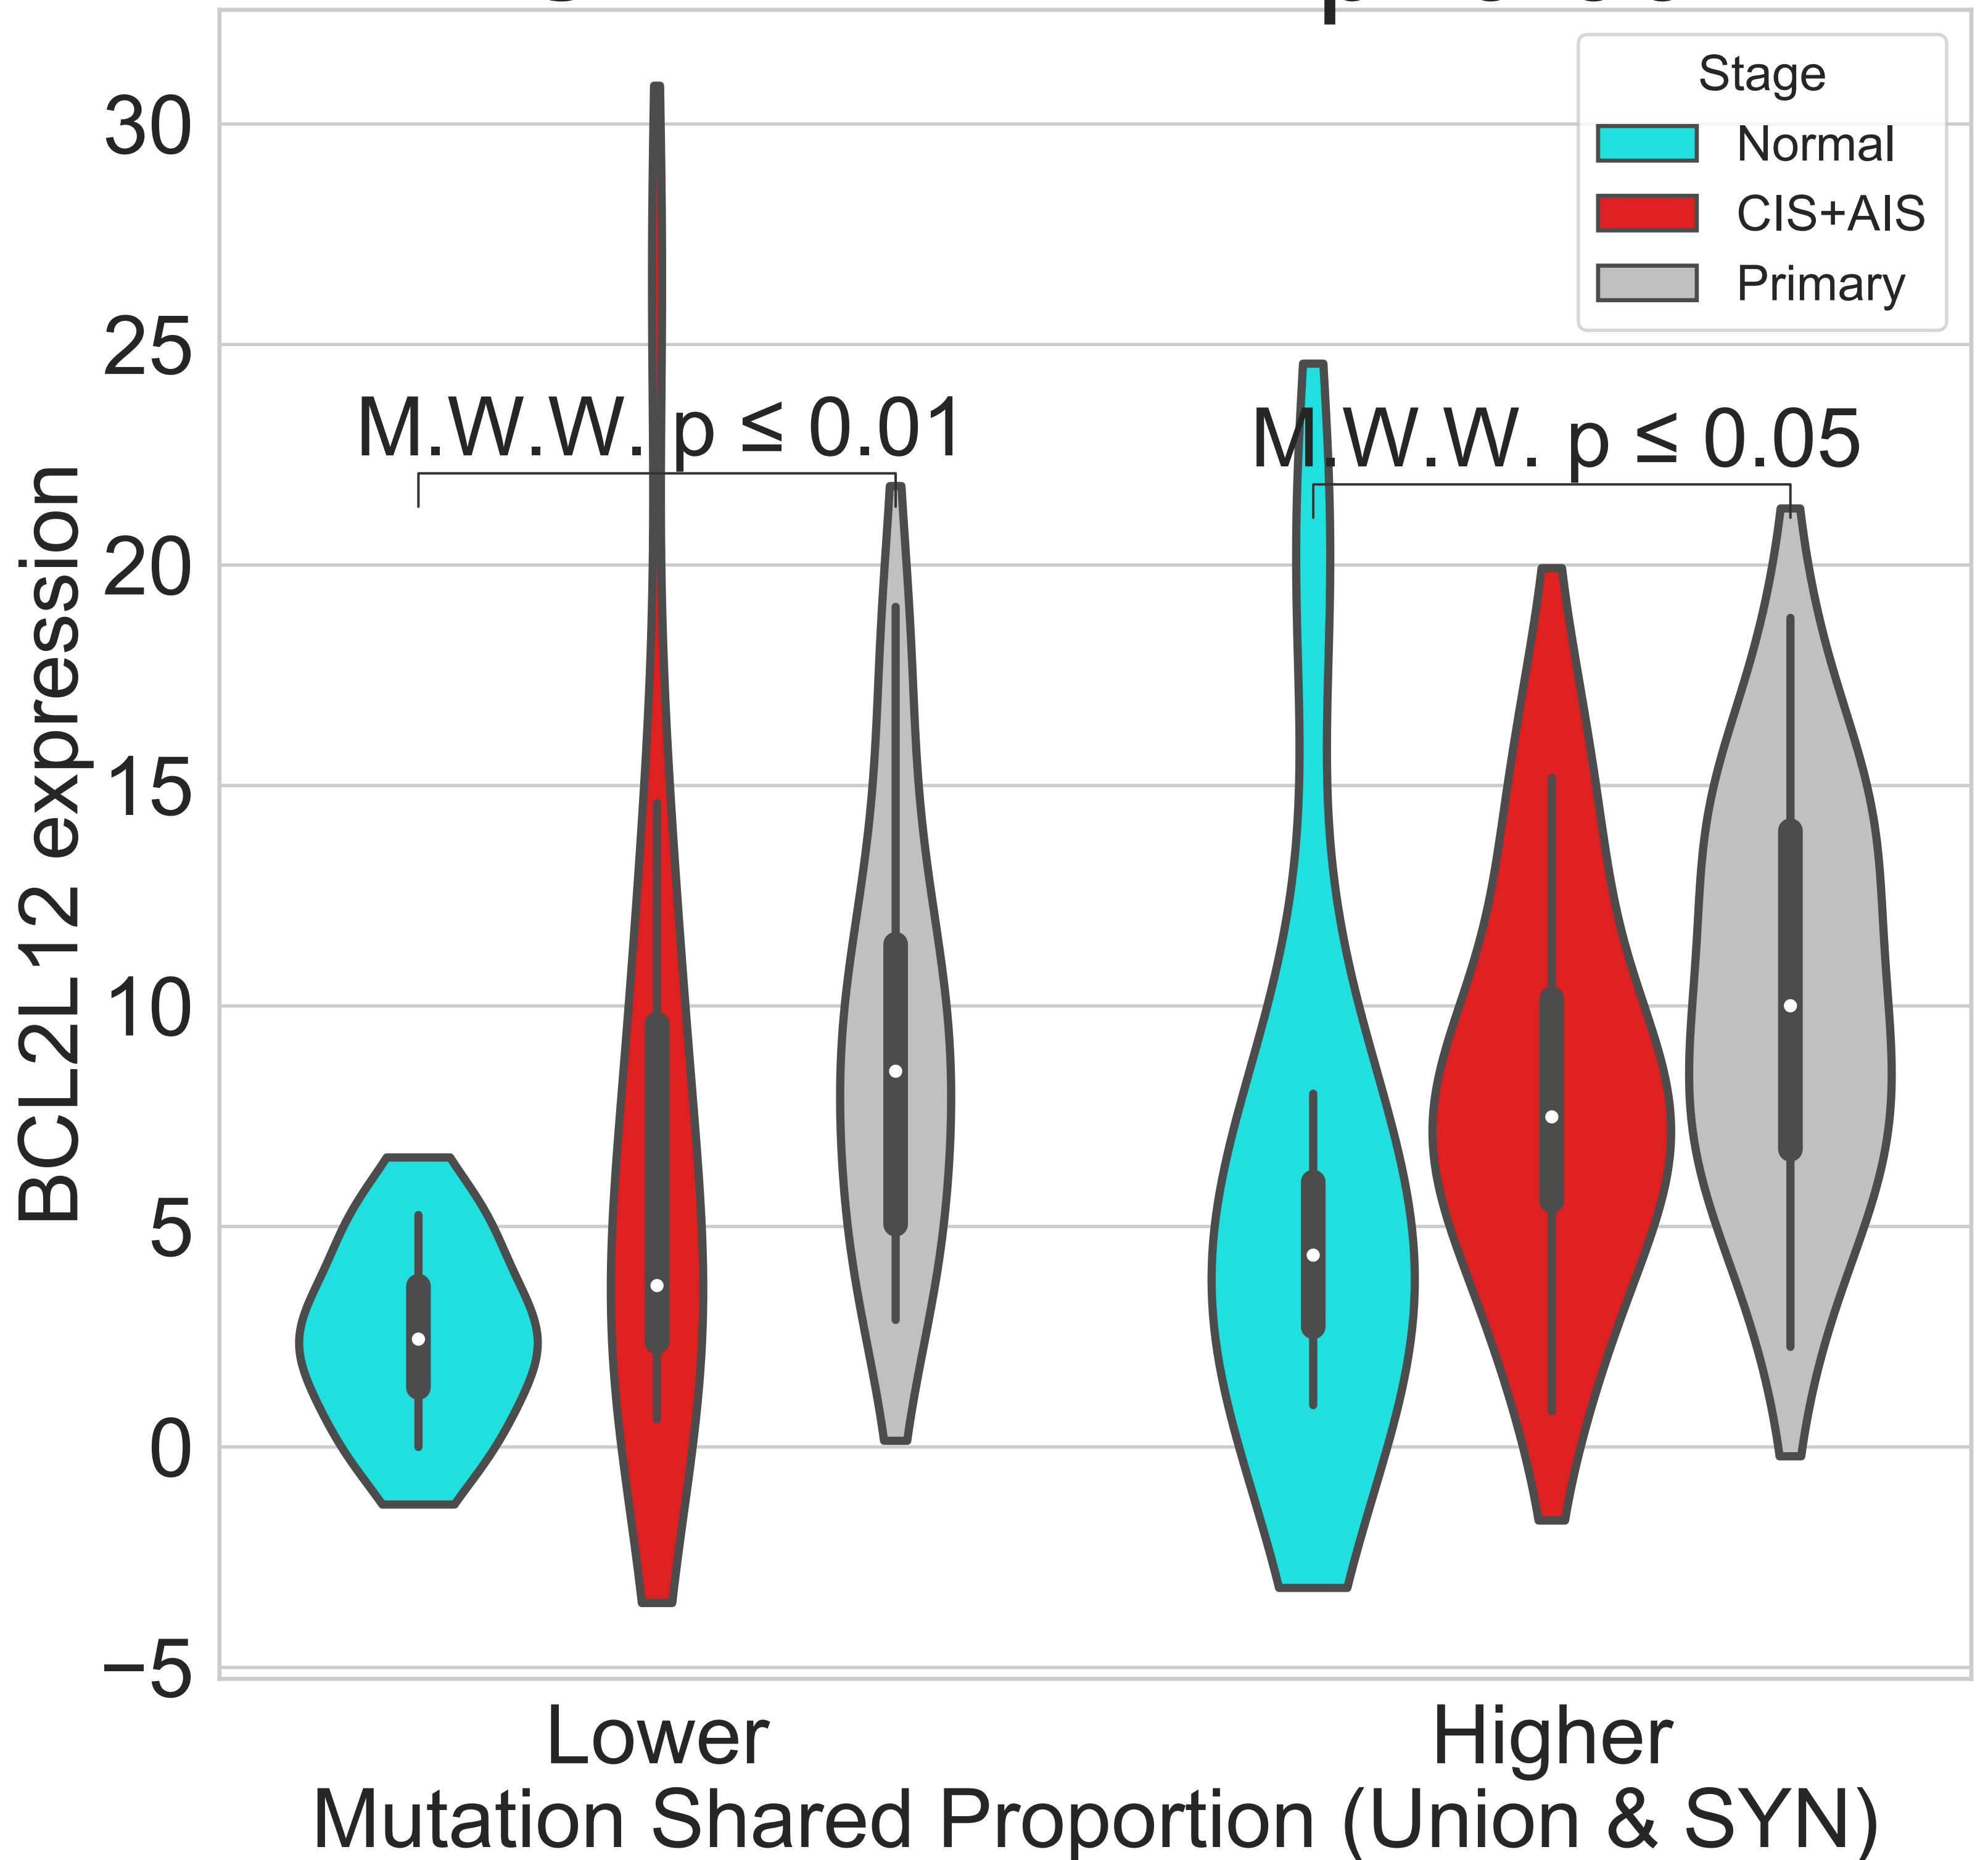 Stage
Normal
CIS+AIS
Primary
30
25
20
15
10
5
0
−5
M.W.W. p ≤ 0.01
M.W.W. p ≤ 0.05
BCL2L12 expression
Lower
Higher
Mutation Shared Proportion (Union & SYN)